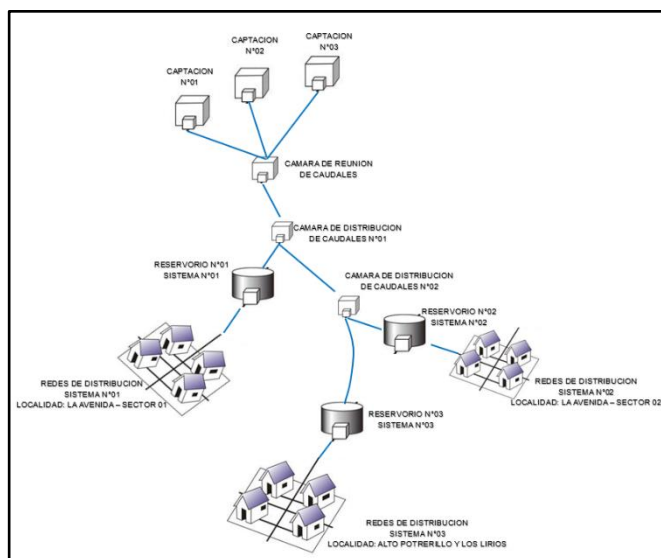 CAPTACION
N°01
CAPTACION
N°02
CAPTACION
N°03
CAMARA DE REUNION
DE CAUDALES
CAMARA DE DISTRIBUCION
DE CAUDALES N°01
RESERVORIO N°01
SISTEMA N°01
CAMARA DE DISTRIBUCION
DE CAUDALES N°02
RESERVORIO N°02
SISTEMA N°02
REDES DE DISTRIBUCION
SISTEMA N°01
LOCALIDAD: LA AVENIDA – SECTOR 01
REDES DE DISTRIBUCION
SISTEMA N°02
LOCALIDAD: LA AVENIDA – SECTOR 02
RESERVORIO N°03
SISTEMA N°03
REDES DE DISTRIBUCION
SISTEMA N°03
LOCALIDAD: ALTO POTRERILLO Y LOS LIRIOS